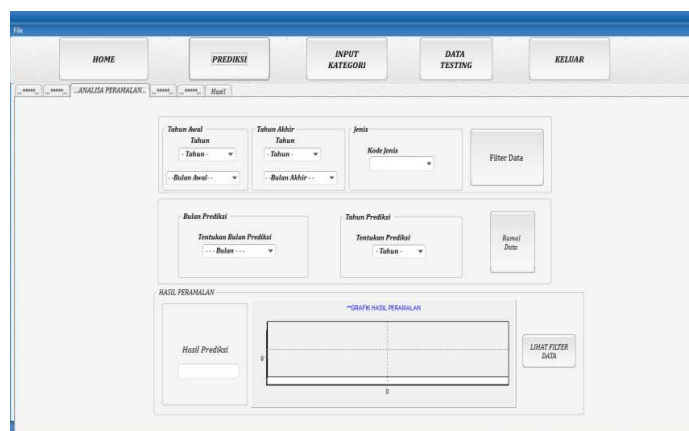 File
HOME
PREDIKSI
INPUT
KATEGORI
DATA
TESTING
KELUAR
..*****.. ..*****.. ...ANALISA PERAMALAN... ..*****.. ..*****.. Hasil
Tahun Awal
Tahun
- Tahun -
--Bulan Awal--
Tahun Akhir
Tahun
- Tahun -
--Bulan Akhir--
Jenis
Kode Jenis
Filter Data
Bulan Prediksi
Tentukan Bulan Prediksi
--- Bulan ---
Tahun Prediksi
Tentukan Prediksi
- Tahun -
Ramal
Data
HASIL PERAMALAN
Hasil Prediksi
**GRAFIK HASIL PERAMALAN
0
0
LIHAT FILTER
DATA